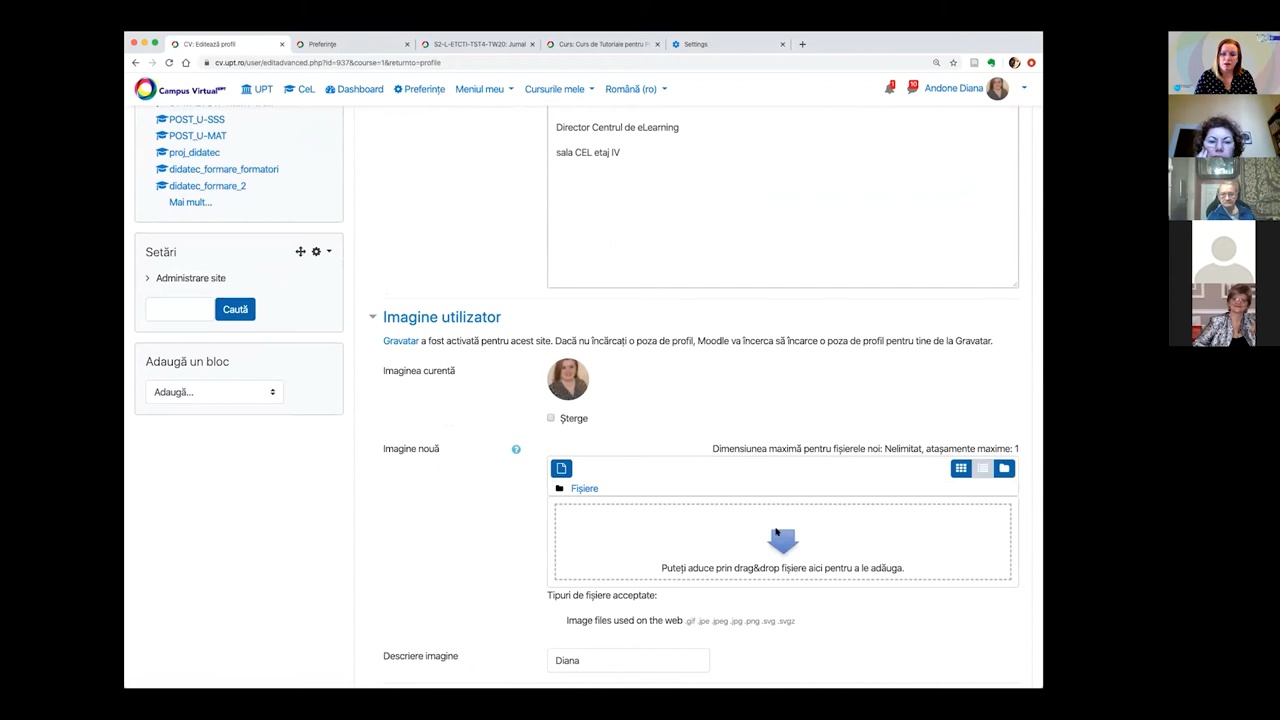 CV: Editează profil
Preferințe
S2-L-ETCTI-TST4-TW20: Jurnal
Curs: Curs de Tutoriale pentru P
Settings
cv.upt.ro/user/editadvanced.php?id=937&course=1&returnto=profile
Campus Virtual UPT
UPT
CeL
Dashboard
Preferințe
Meniul meu
Cursurile mele
Română (ro)
1
10
Andone Diana
POST_U-SSS
POST_U-MAT
proj_didatec
didatec_formare_formatori
didatec_formare_2
Mai mult...
Setări
Administrare site
Caută
Adaugă un bloc
Adaugă...
Director Centrul de eLearning
sala CEL etaj IV
Imagine utilizator
Gravatar a fost activată pentru acest site. Dacă nu încărcați o poza de profil, Moodle va încerca să încarce o poza de profil pentru tine de la Gravatar.
Imaginea curentă
Șterge
Imagine nouă
Dimensiunea maximă pentru fișierele noi: Nelimitat, atașamente maxime: 1
Fișiere
Puteți aduce prin drag&drop fișiere aici pentru a le adăuga.
Tipuri de fișiere acceptate:
Image files used on the web .gif .jpe .jpeg .jpg .png .svg .svgz
Descriere imagine
Diana